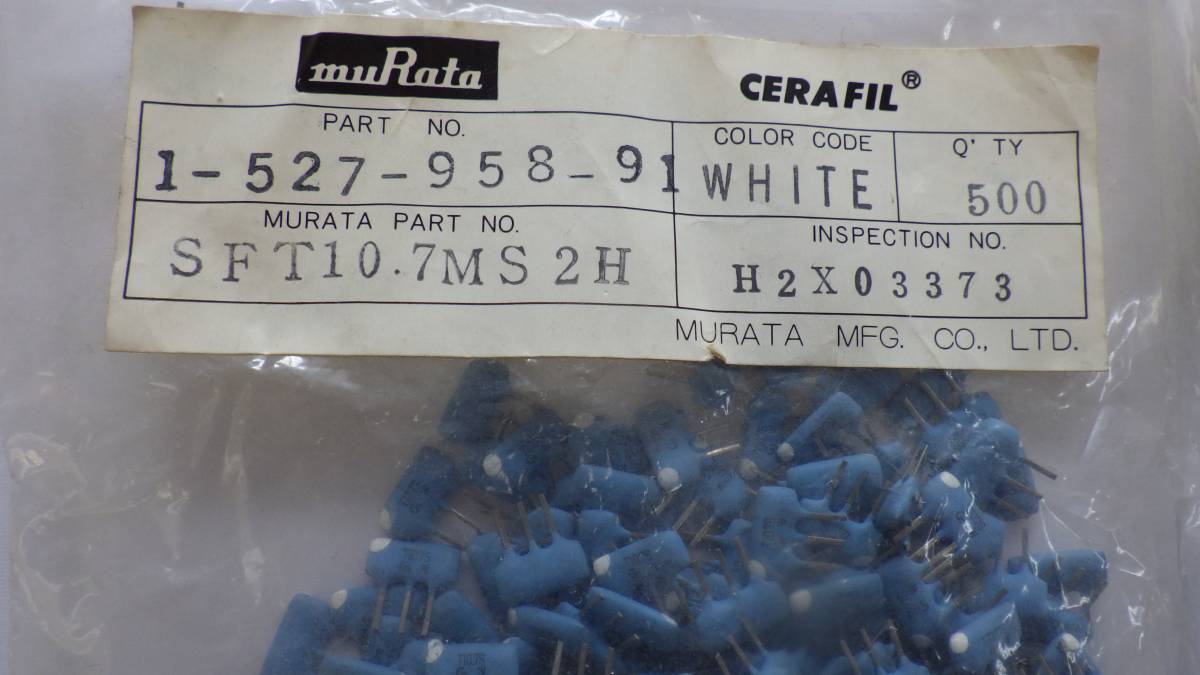 muRata
CERAFIL®
PART NO.
1-527-958-91
COLOR CODE
WHITE
Q'TY
500
MURATA PART NO.
SFT10.7MS2H
INSPECTION NO.
H2X03373
MURATA MFG. CO., LTD.